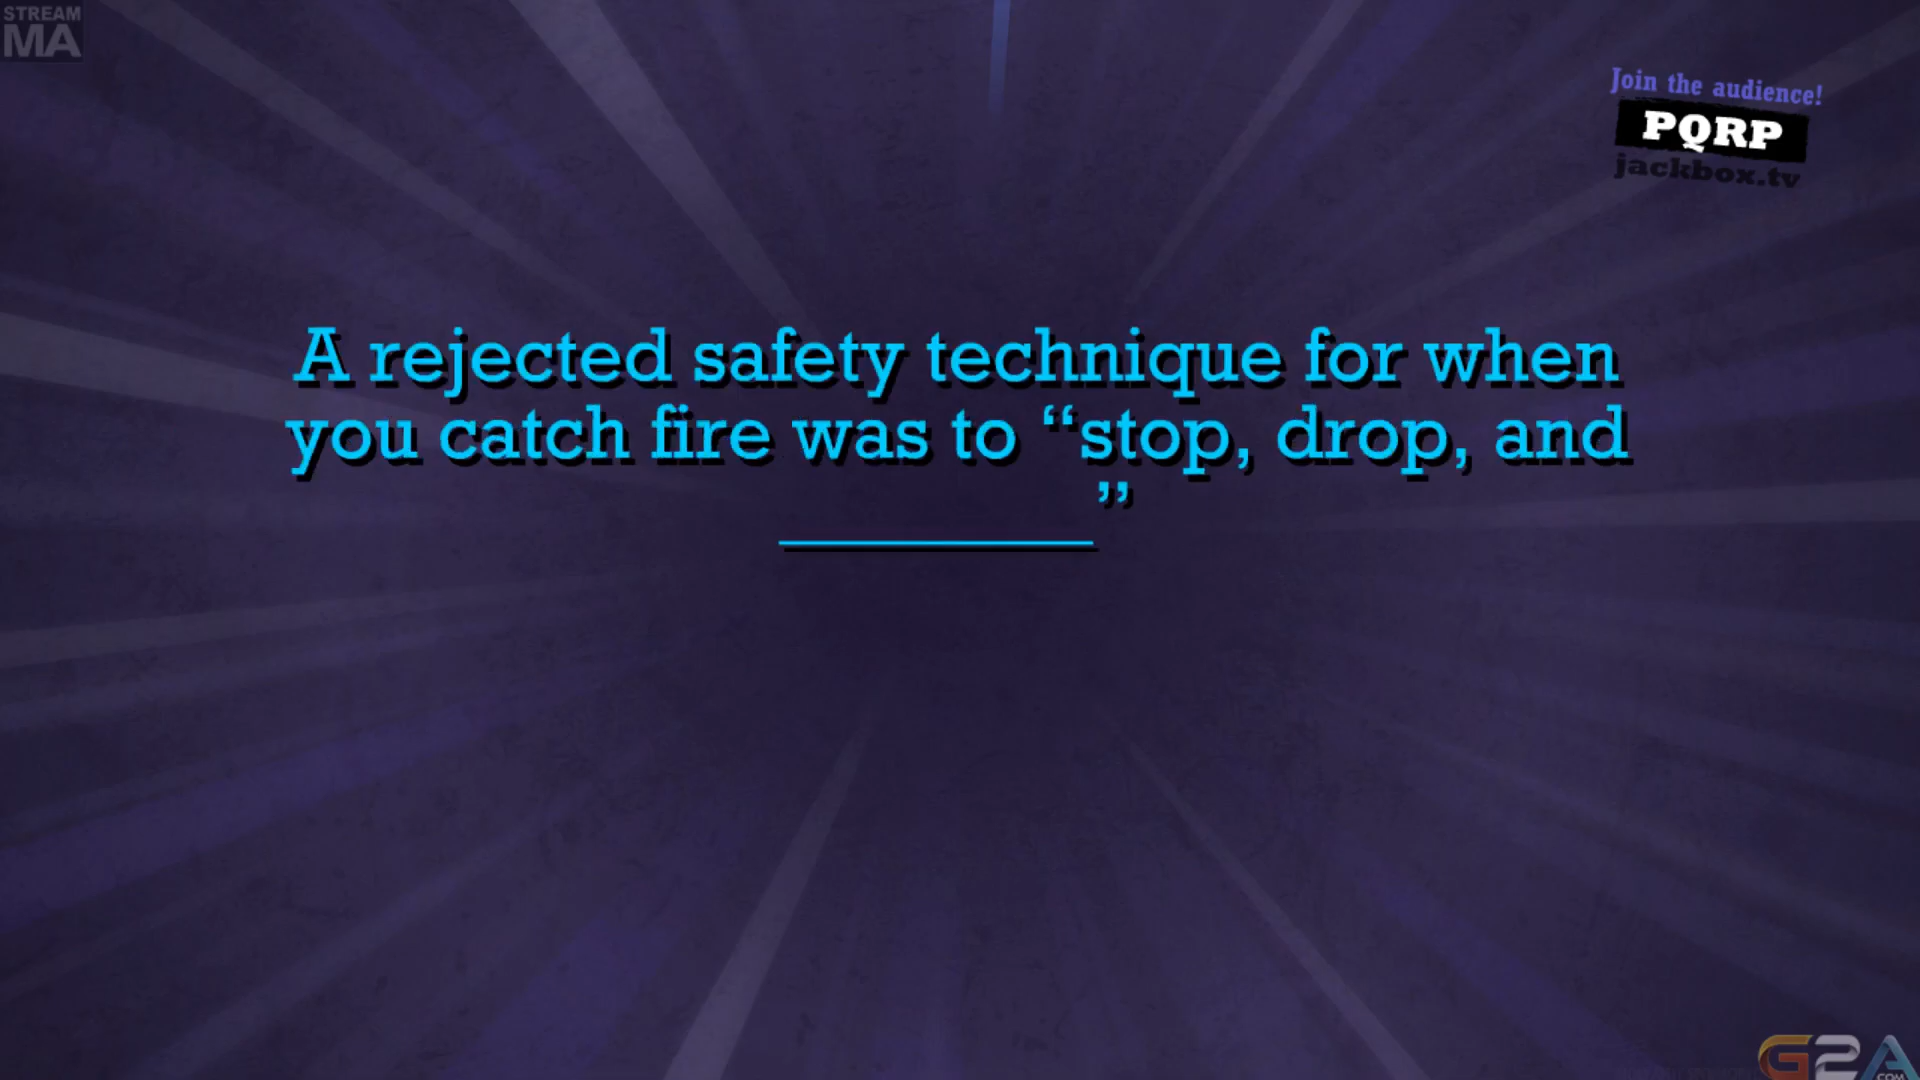 STREAM
MA
Join the audience!
PQRP
jackbox.tv
A rejected safety technique for when
you catch fire was to “stop, drop, and
__________”
G2A
.COM